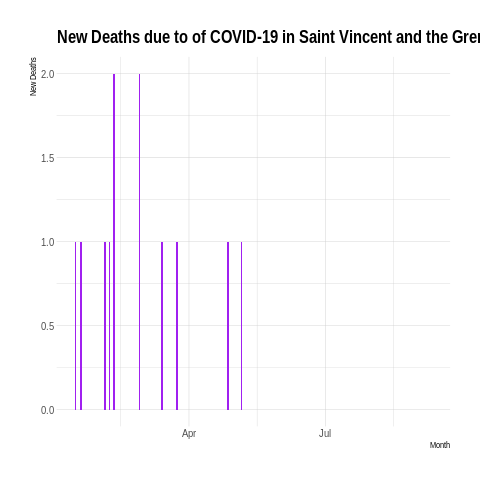 New Deaths due to of COVID-19 in Saint Vincent and the Gren
New Deaths
2.0
1.5
1.0
0.5
0.0
Apr
Jul
Month